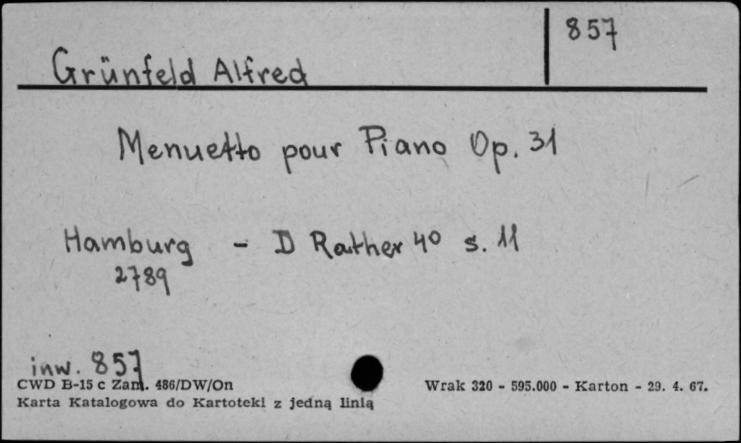 857
Grünfeld Alfred
Menuetto pour Piano Op. 31
Hamburg - D Rather 4° s. 11
2789
inw. 857
CWD B-15 c Zam. 486/DW/On
Wrak 320 - 595.000 - Karton - 29. 4. 67.
Karta Katalogowa do Kartoteki z jedną linią